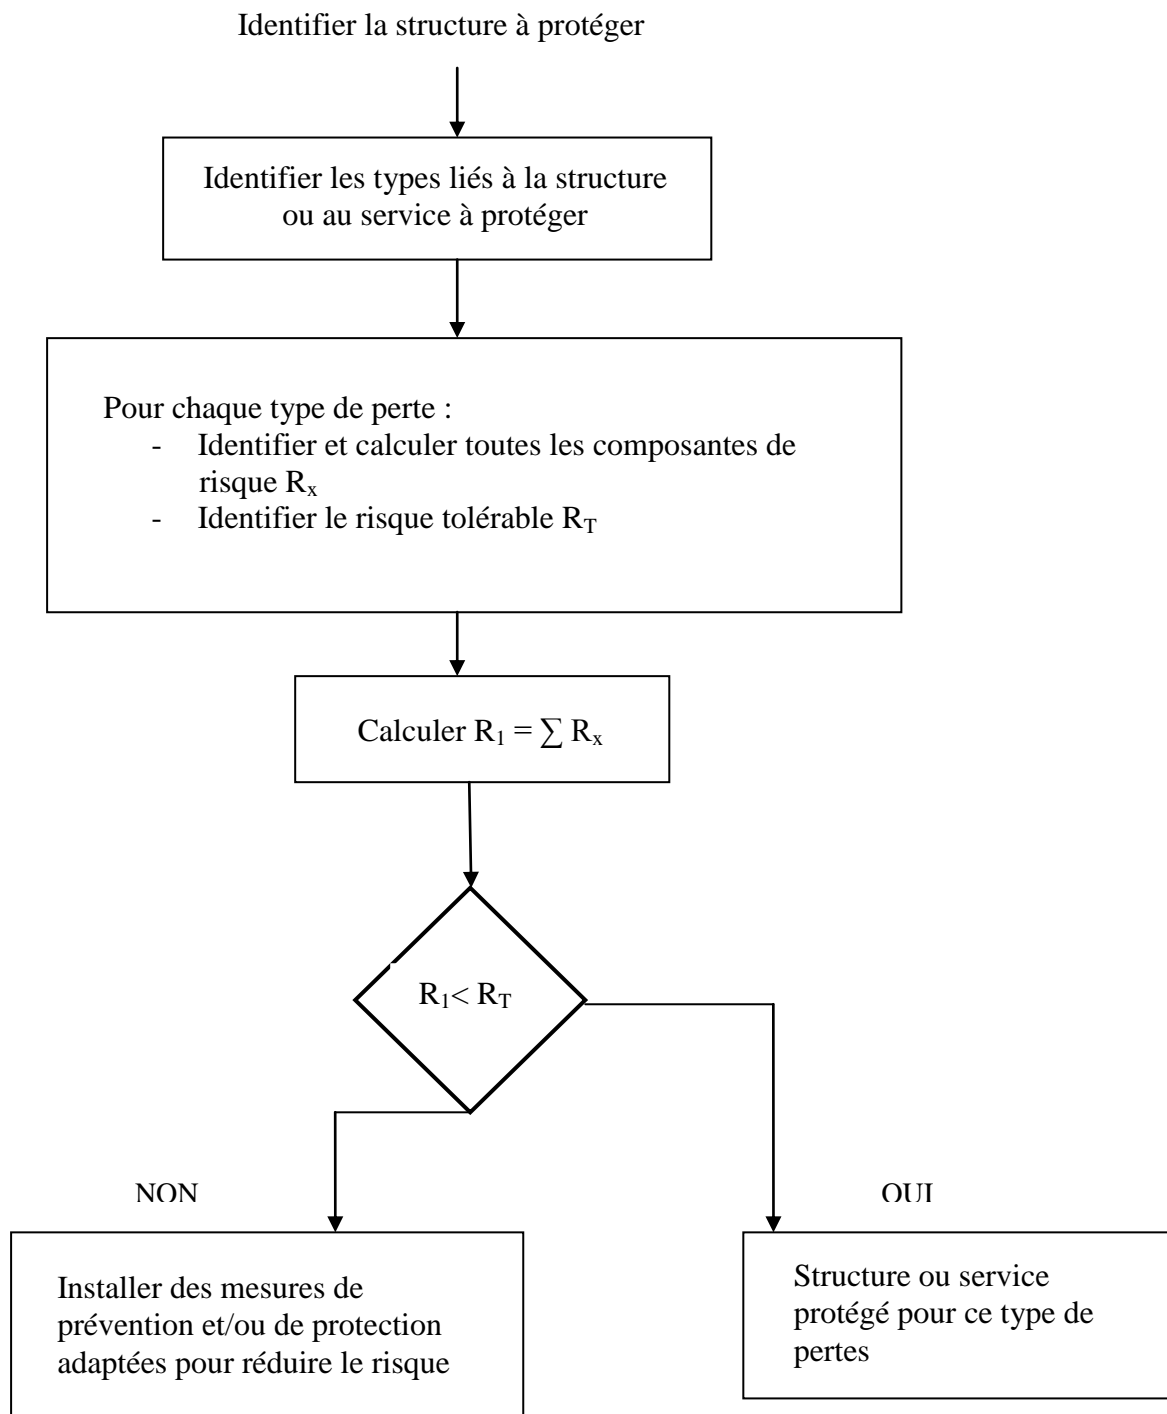 Identifier la structure à protéger
Identifier les types liés à la structure
ou au service à protéger
Pour chaque type de perte :
- Identifier et calculer toutes les composantes de
risque Rx
- Identifier le risque tolérable RT
Calculer R1 = ∑ Rx
R1< RT
NON
OUI
Installer des mesures de
prévention et/ou de protection
adaptées pour réduire le risque
Structure ou service
protégé pour ce type de
pertes